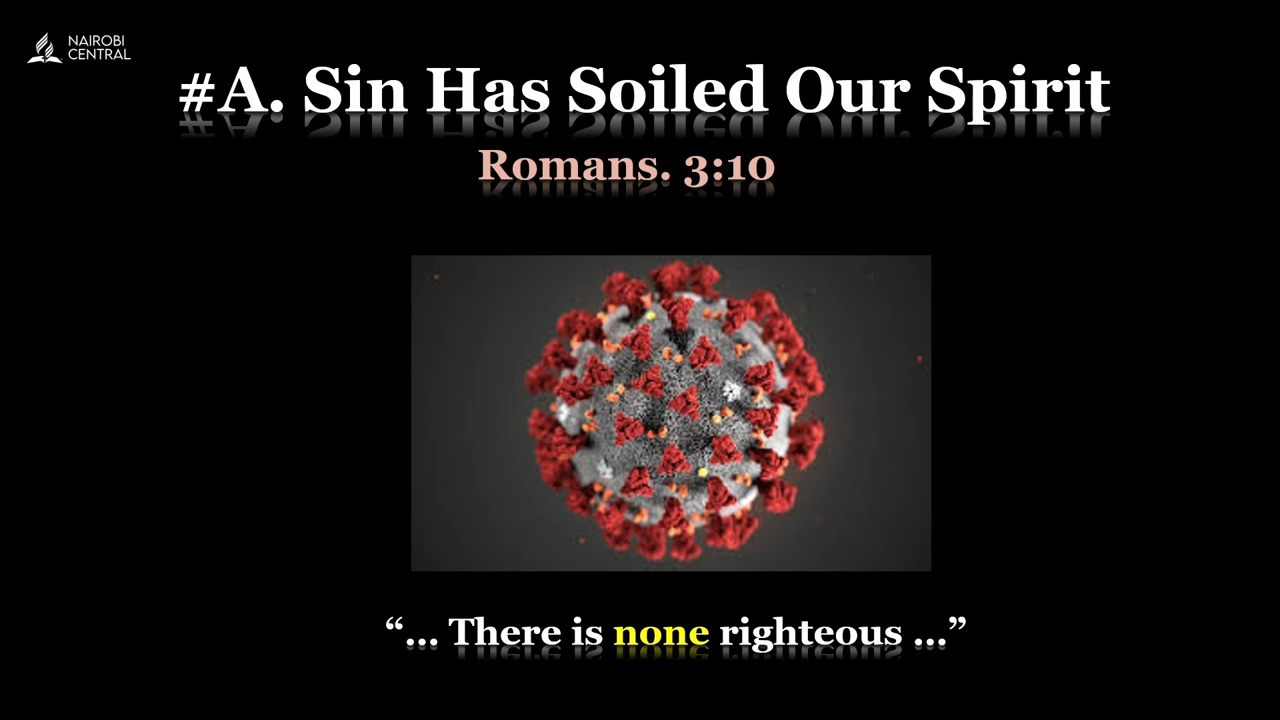 NAIROBI
CENTRAL
#A. Sin Has Soiled Our Spirit
Romans. 3:10
“... There is none righteous ...”